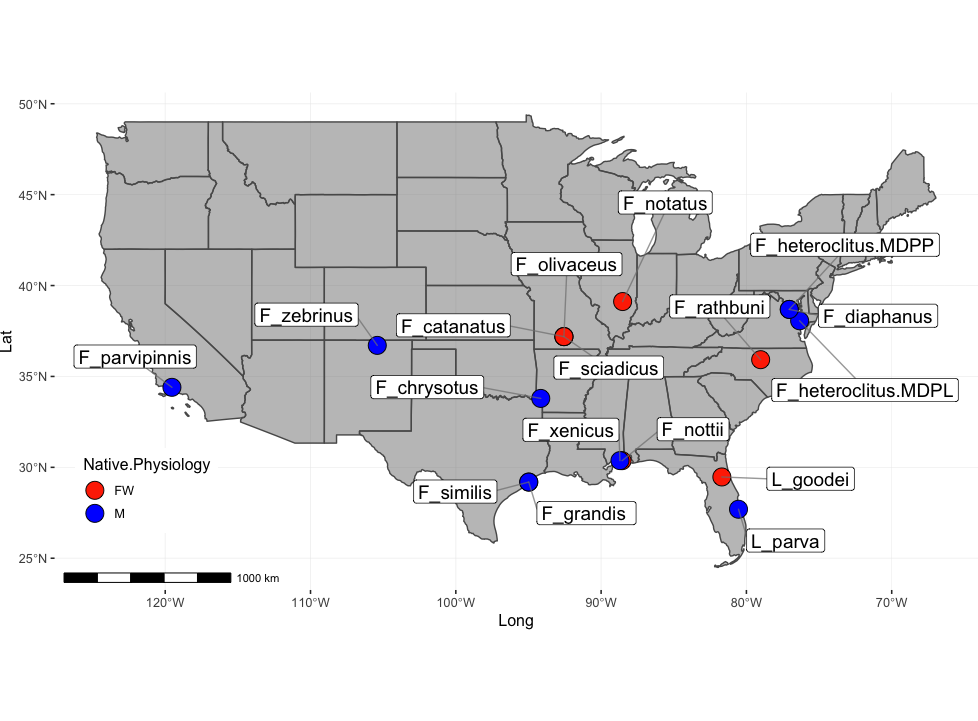 50°N
45°N
40°N
35°N
30°N
25°N
Lat
F_notatus
F_heteroclitus.MDPP
F_olivaceus
F_rathbuni
F_zebrinus
F_diaphanus
F_catanatus
F_parvipinnis
F_sciadicus
F_chrysotus
F_heteroclitus.MDPL
F_xenicus
F_nottii
L_goodei
F_similis
F_grandis
L_parva
Native.Physiology
FW
M
1000 km
120°W
110°W
100°W
90°W
80°W
70°W
Long